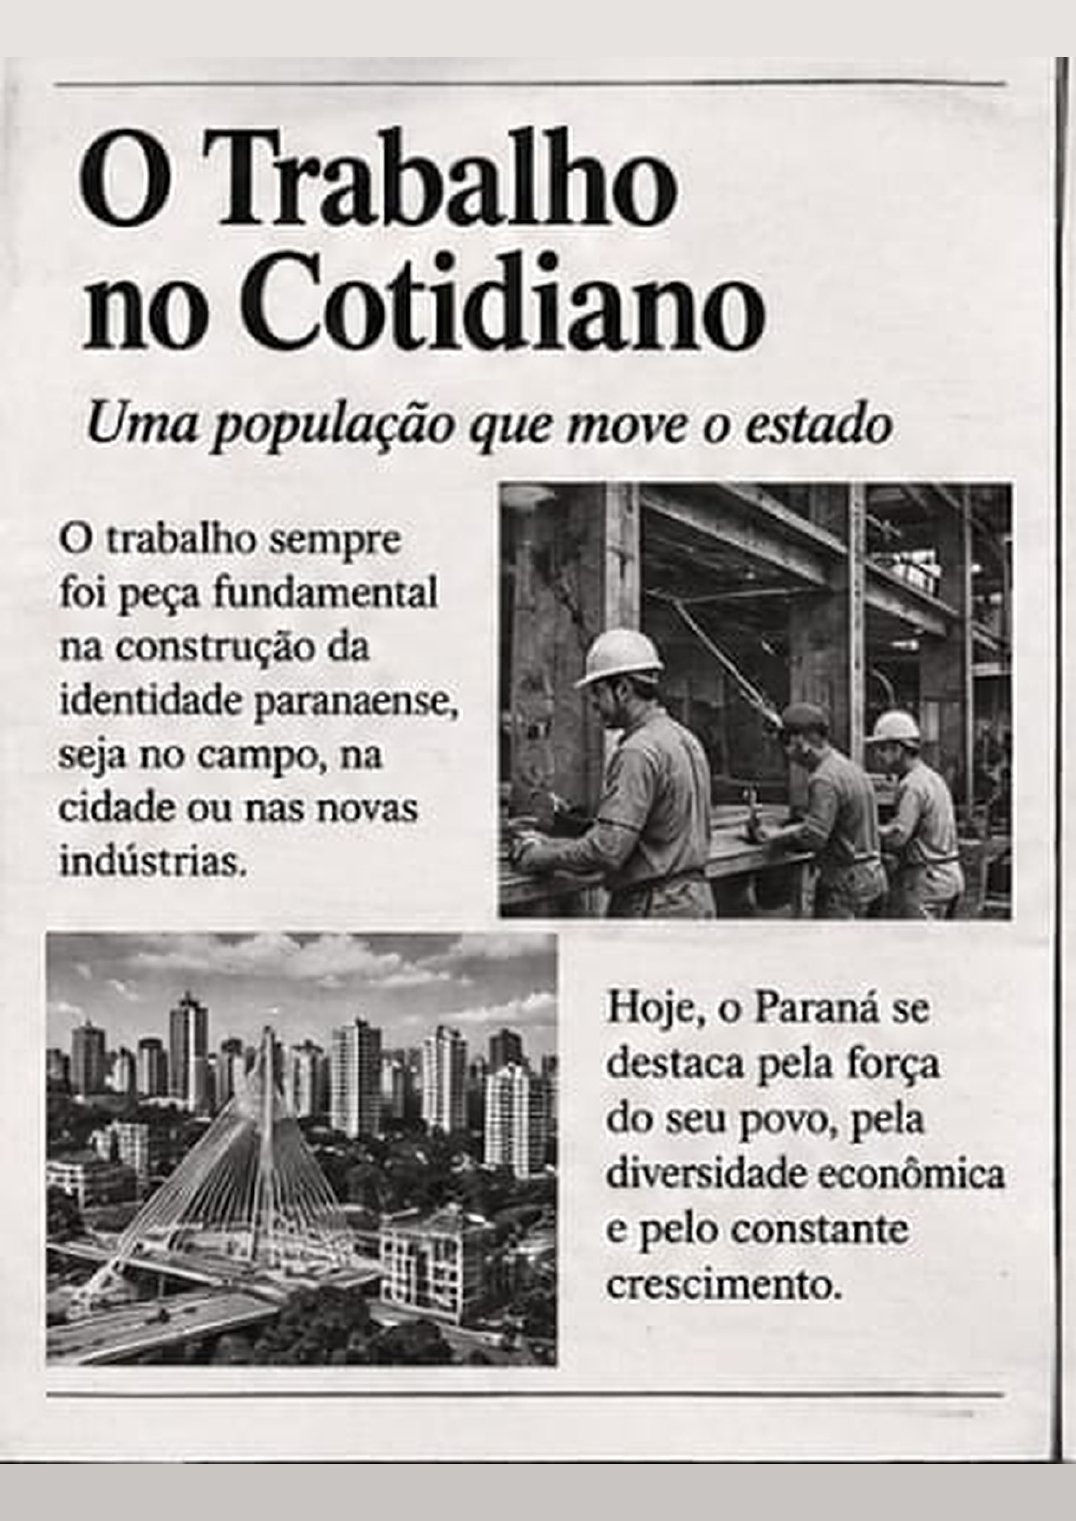 O Trabalho
no Cotidiano
Uma população que move o estado
O trabalho sempre
foi peça fundamental
na construção da
identidade paranaense,
seja no campo, na
cidade ou nas novas
indústrias.
Hoje, o Paraná se
destaca pela força
do seu povo, pela
diversidade econômica
e pelo constante
crescimento.